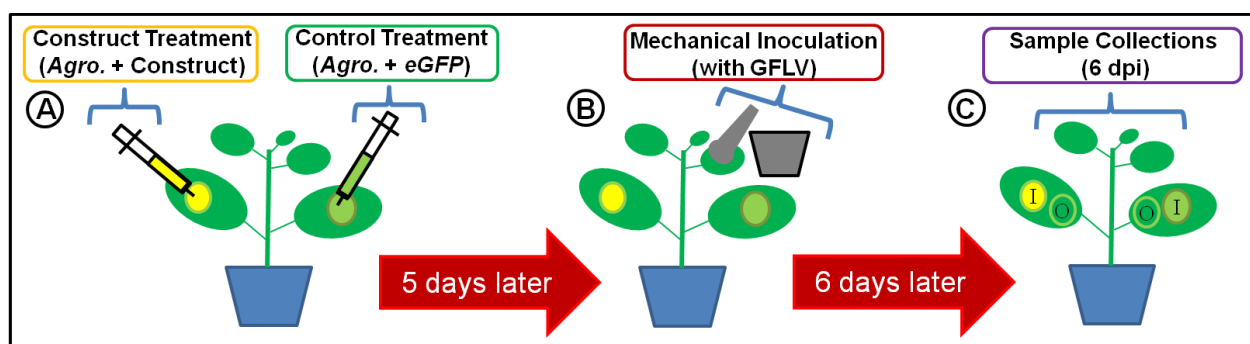 Construct Treatment
(Agro. + Construct)
Control Treatment
(Agro. + eGFP)
Mechanical Inoculation
(with GFLV)
Sample Collections
(6 dpi)
A
B
C
I
O
O
I
5 days later
6 days later